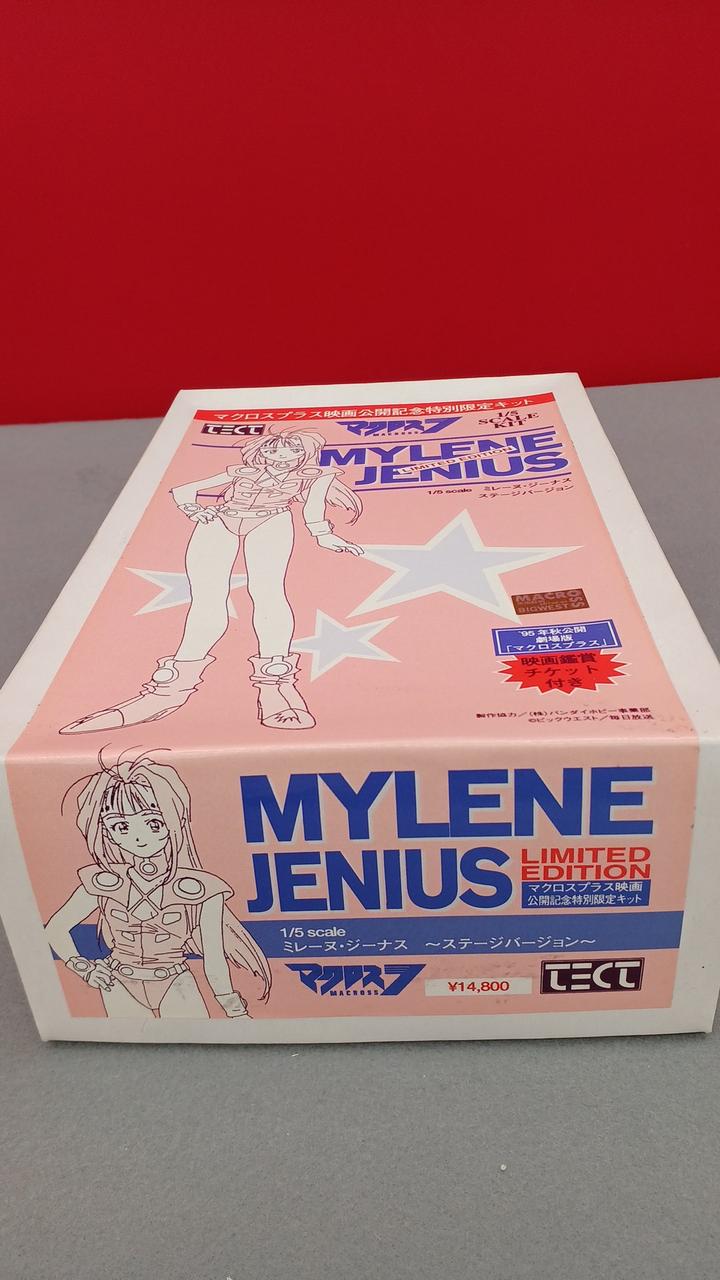 マクロスプラス映画公開記念特別限定キット
TECT
マクロス7
MACROSS
1/5
SCALE
KIT
MYLENE
LIMITED EDITION
JENIUS
1/5 scale ミレーヌ・ジーナス
ステージバージョン
MACROSS
BIGWEST
'95年秋公開
劇場版
「マクロスプラス」
映画鑑賞
チケット
付き
製作協力/(株)バンダイホビー事業部
©ビックウエスト/毎日放送
MYLENE
JENIUS
LIMITED
EDITION
マクロスプラス映画
公開記念特別限定キット
1/5 scale
ミレーヌ・ジーナス ～ステージバージョン～
マクロス7
MACROSS
¥14,800
TECT